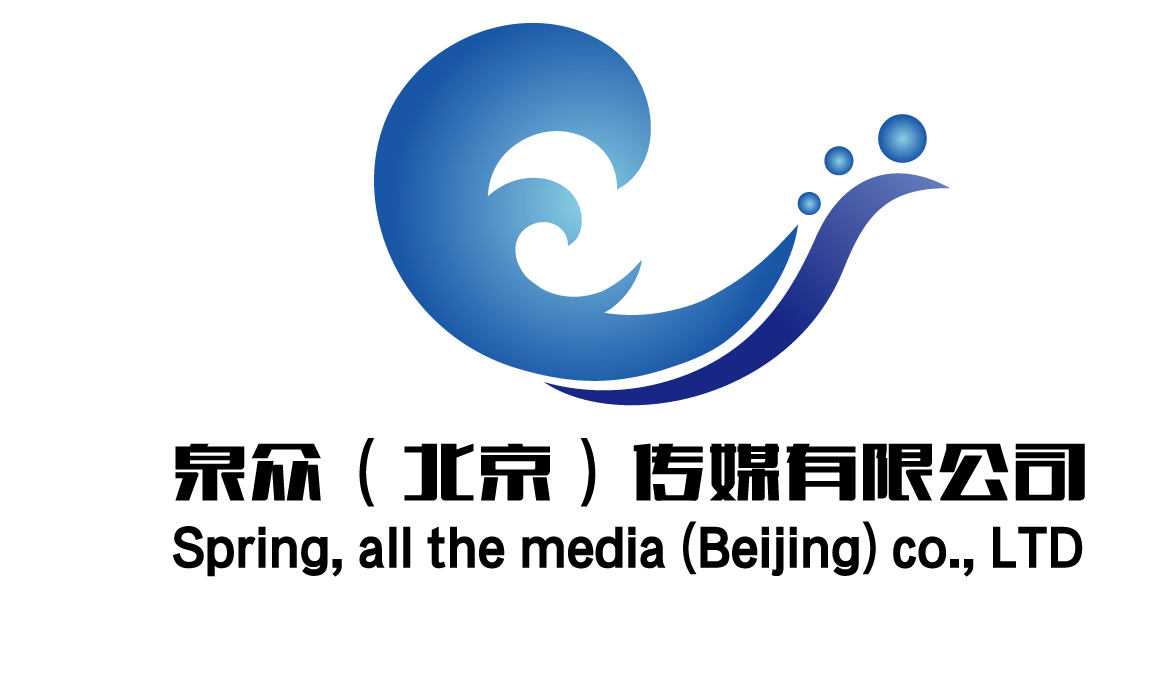 泉众（北京）传媒有限公司
Spring, all the media (Beijing) co., LTD